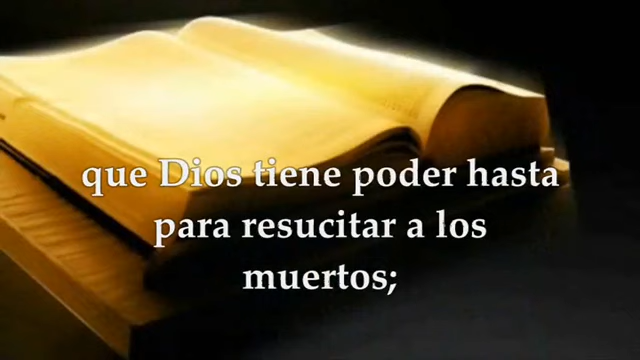 que Dios tiene poder hasta
para resucitar a los
muertos;